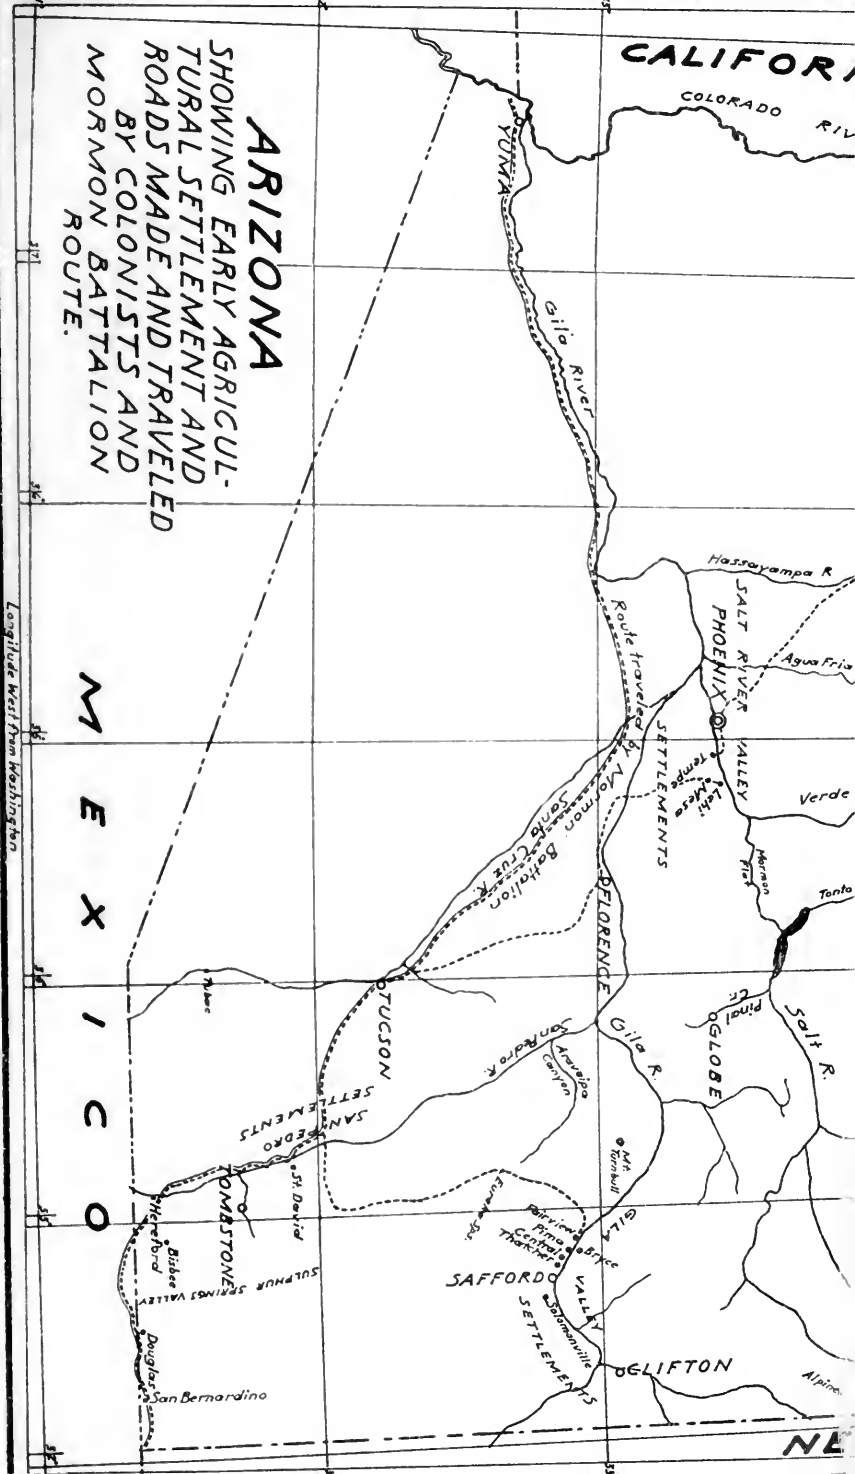 ARIZONA
SHOWING EARLY AGRICUL-
TURAL SETTLEMENT AND
ROADS MADE AND TRAVELED
BY COLONISTS AND
MORMON BATTALION
ROUTE.
CALIFOR
COLORADO
RIV
YUMA
Gila River
Hassayampa R
Agua Fria
SALT RIVER VALLEY
SETTLEMENTS
PHOENIX
Tempe
Lehi
Mesa
Verde
Mormon
Flat
Tonto
Route traveled by Mormon Battalion
Santa Cruz R.
FLORENCE
Salt R.
Pinal
Cr.
GLOBE
Gila R.
TUCSON
Tubac
San Pedro R.
Aravaipa
Canyon
SAN PEDRO
SETTLEMENTS
Mt.
Turnbull
St. David
TOMBSTONE
Hereford
Bisbee
SULPHUR SPRINGS VALLEY
Douglas
San Bernardino
Eureka Spr.
Fairview
Pima
Central
Thatcher
Bryce
SAFFORD
Solomonville
GILA VALLEY
SETTLEMENTS
CLIFTON
Alpine
MEXICO
Longitude West from Washington